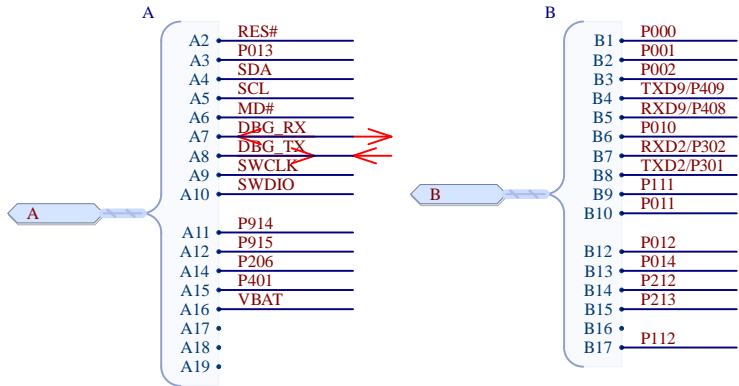 A
A2 RES#
A3 P013
A4 SDA
A5 SCL
A6 MD#
A7 DBG_RX
A8 DBG_TX
A9 SWCLK
A10 SWDIO
A
A11 P914
A12 P915
A14 P206
A15 P401
A16 VBAT
A17
A18
A19
B
B1 P000
B2 P001
B3 P002
B4 TXD9/P409
B5 RXD9/P408
B6 P010
B7 RXD2/P302
B8 TXD2/P301
B9 P111
B
B10 P011
B12 P012
B13 P014
B14 P212
B15 P213
B16
B17 P112